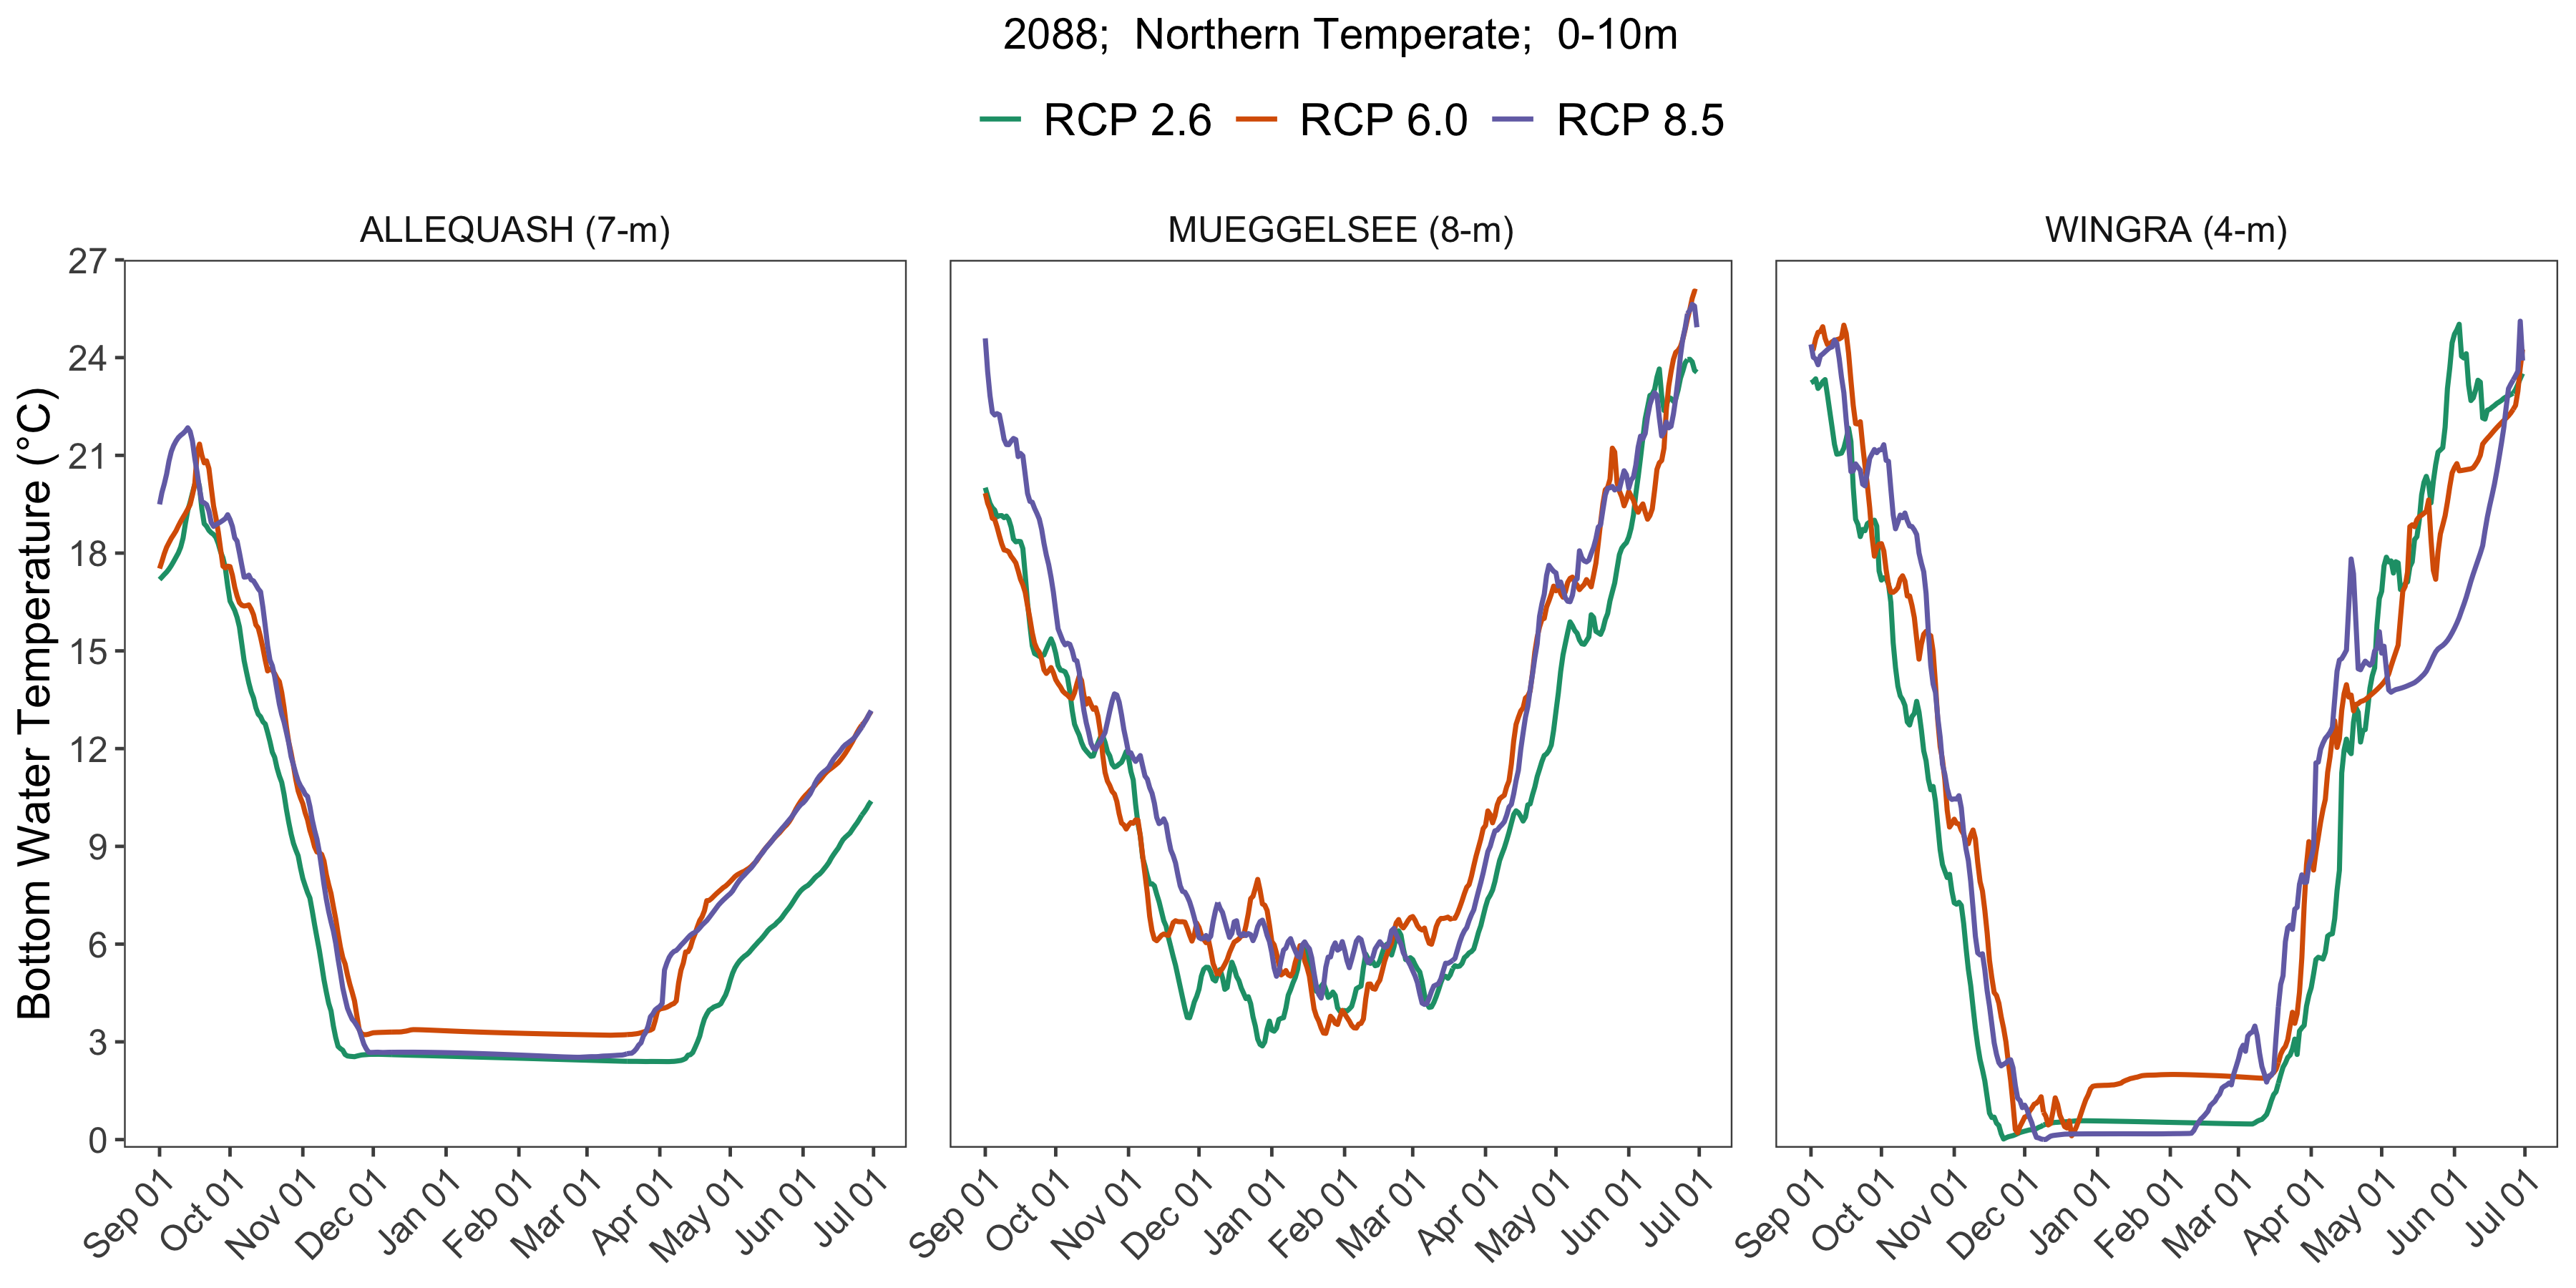 2088;  Northern Temperate;  0-10m
RCP 2.6 RCP 6.0 RCP 8.5
ALLEQUASH (7-m) MUEGGELSEE (8-m) WINGRA (4-m)
Bottom Water Temperature (°C)
27
24
21
18
15
12
9
6
3
0
Sep 01 Oct 01 Nov 01 Dec 01 Jan 01 Feb 01 Mar 01 Apr 01 May 01 Jun 01 Jul 01
Sep 01 Oct 01 Nov 01 Dec 01 Jan 01 Feb 01 Mar 01 Apr 01 May 01 Jun 01 Jul 01
Sep 01 Oct 01 Nov 01 Dec 01 Jan 01 Feb 01 Mar 01 Apr 01 May 01 Jun 01 Jul 01